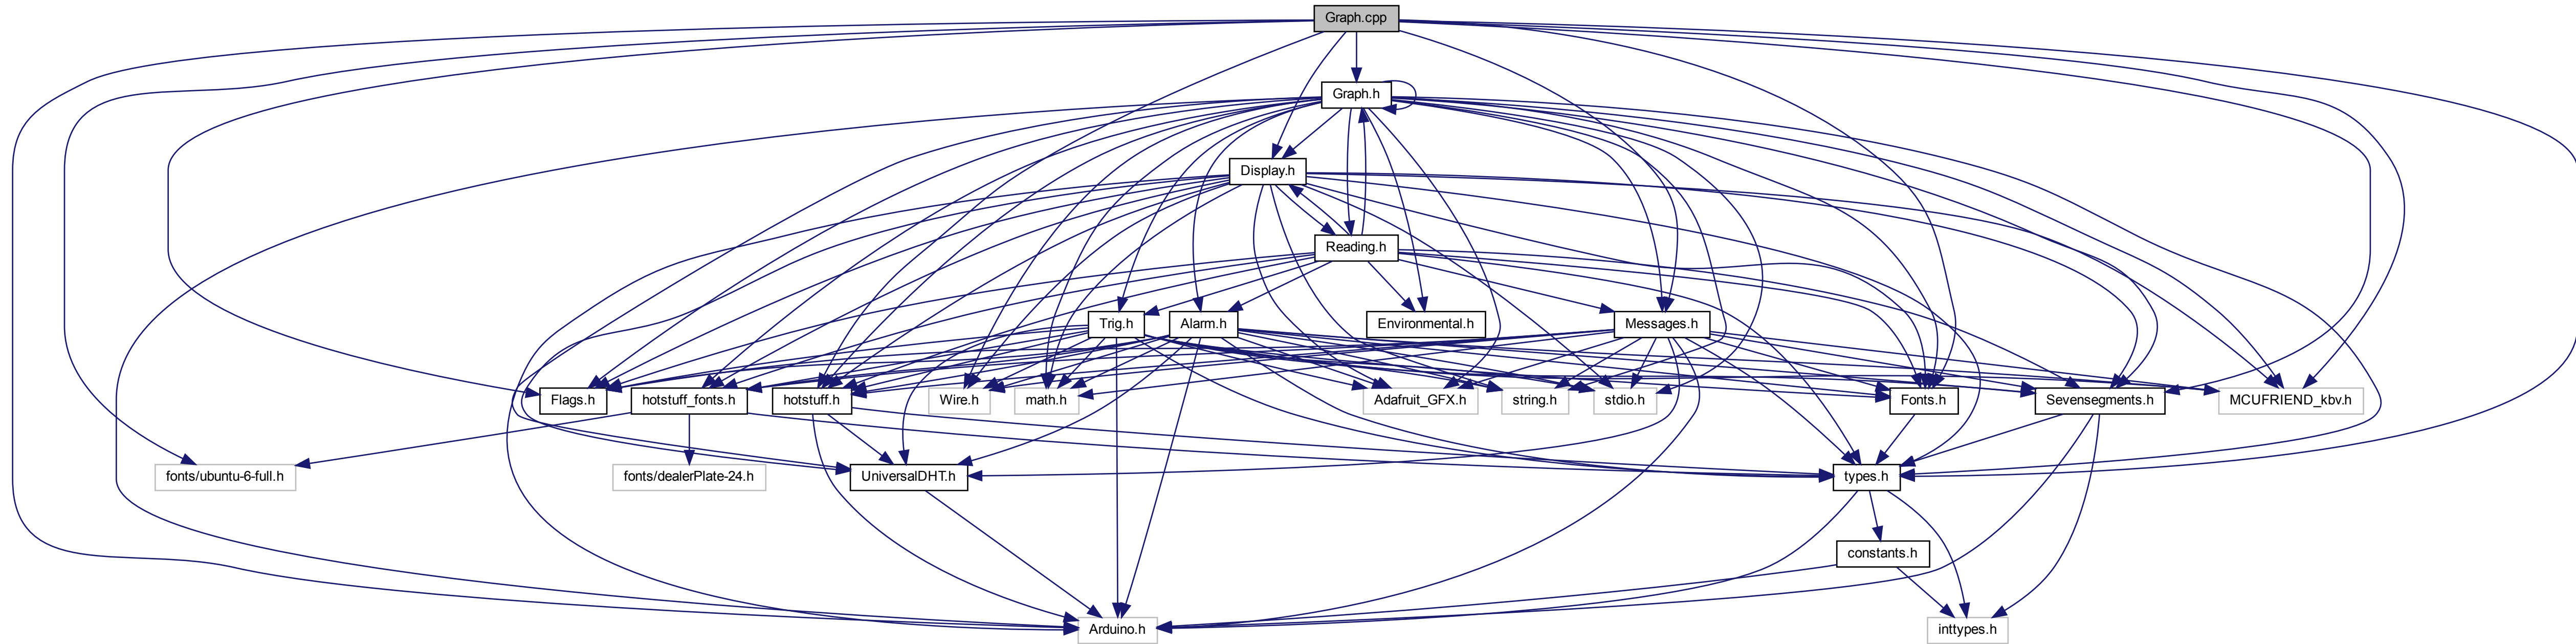 Graph.cpp
Graph.h
Display.h
Reading.h
Trig.h
Alarm.h
Environmental.h
Messages.h
Flags.h
hotstuff_fonts.h
hotstuff.h
Wire.h
math.h
Adafruit_GFX.h
string.h
stdio.h
Fonts.h
Sevensegments.h
MCUFRIEND_kbv.h
fonts/ubuntu-6-full.h
fonts/dealerPlate-24.h
UniversalDHT.h
types.h
constants.h
Arduino.h
inttypes.h